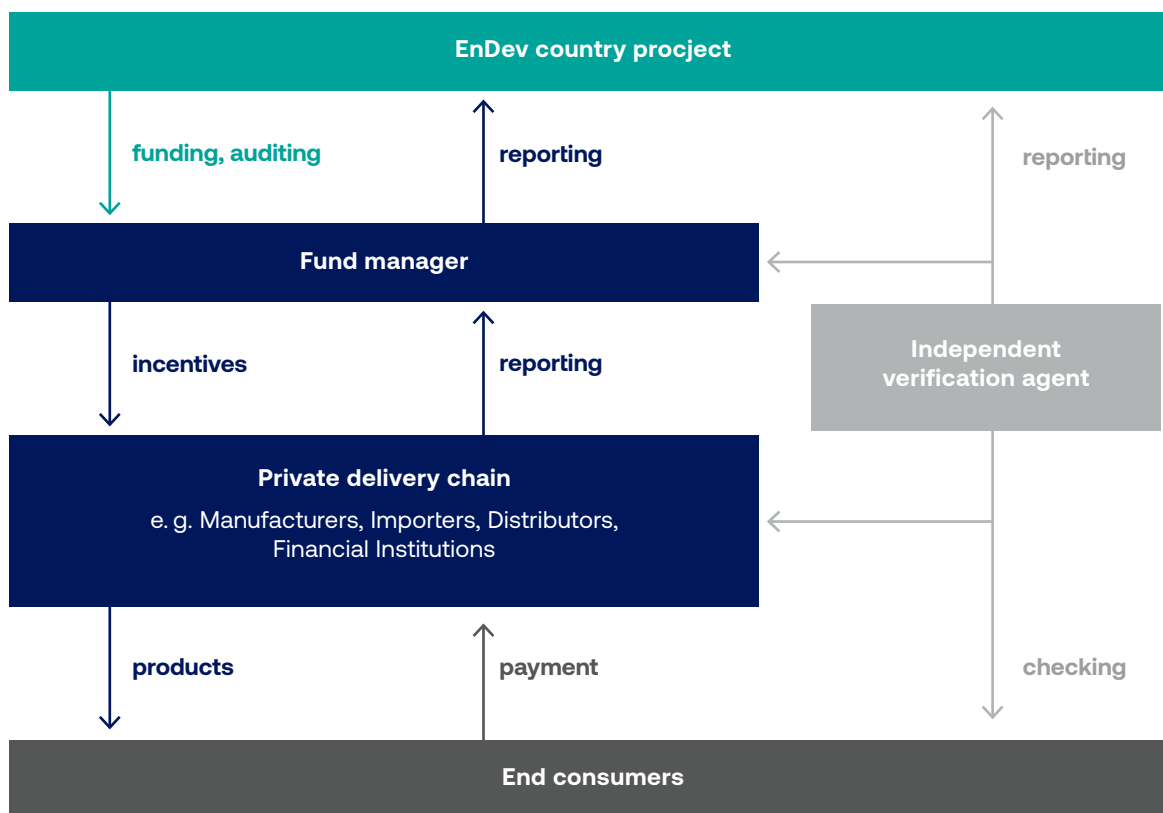 EnDev country procject
funding, auditing
reporting
reporting
Fund manager
incentives
reporting
Independent
verification agent
Private delivery chain
e. g. Manufacturers, Importers, Distributors,
Financial Institutions
products
payment
checking
End consumers